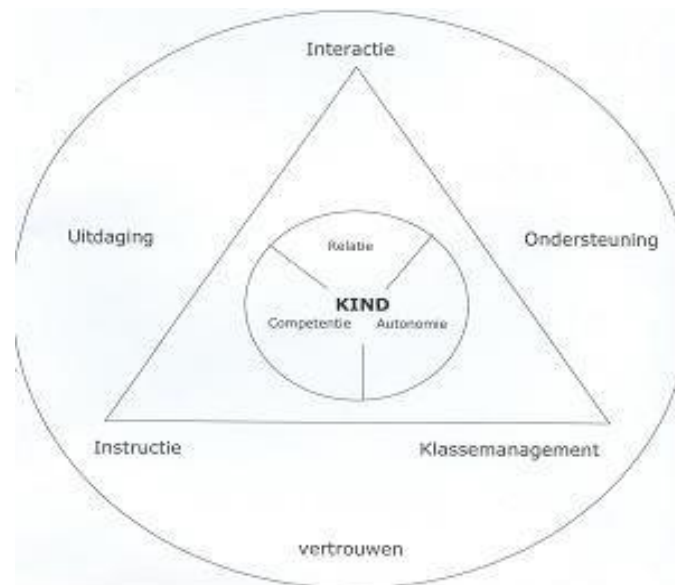 Interactie
Uitdaging
Ondersteuning
Relatie
KIND
Competentie
Autonomie
Instructie
Klassemanagement
vertrouwen